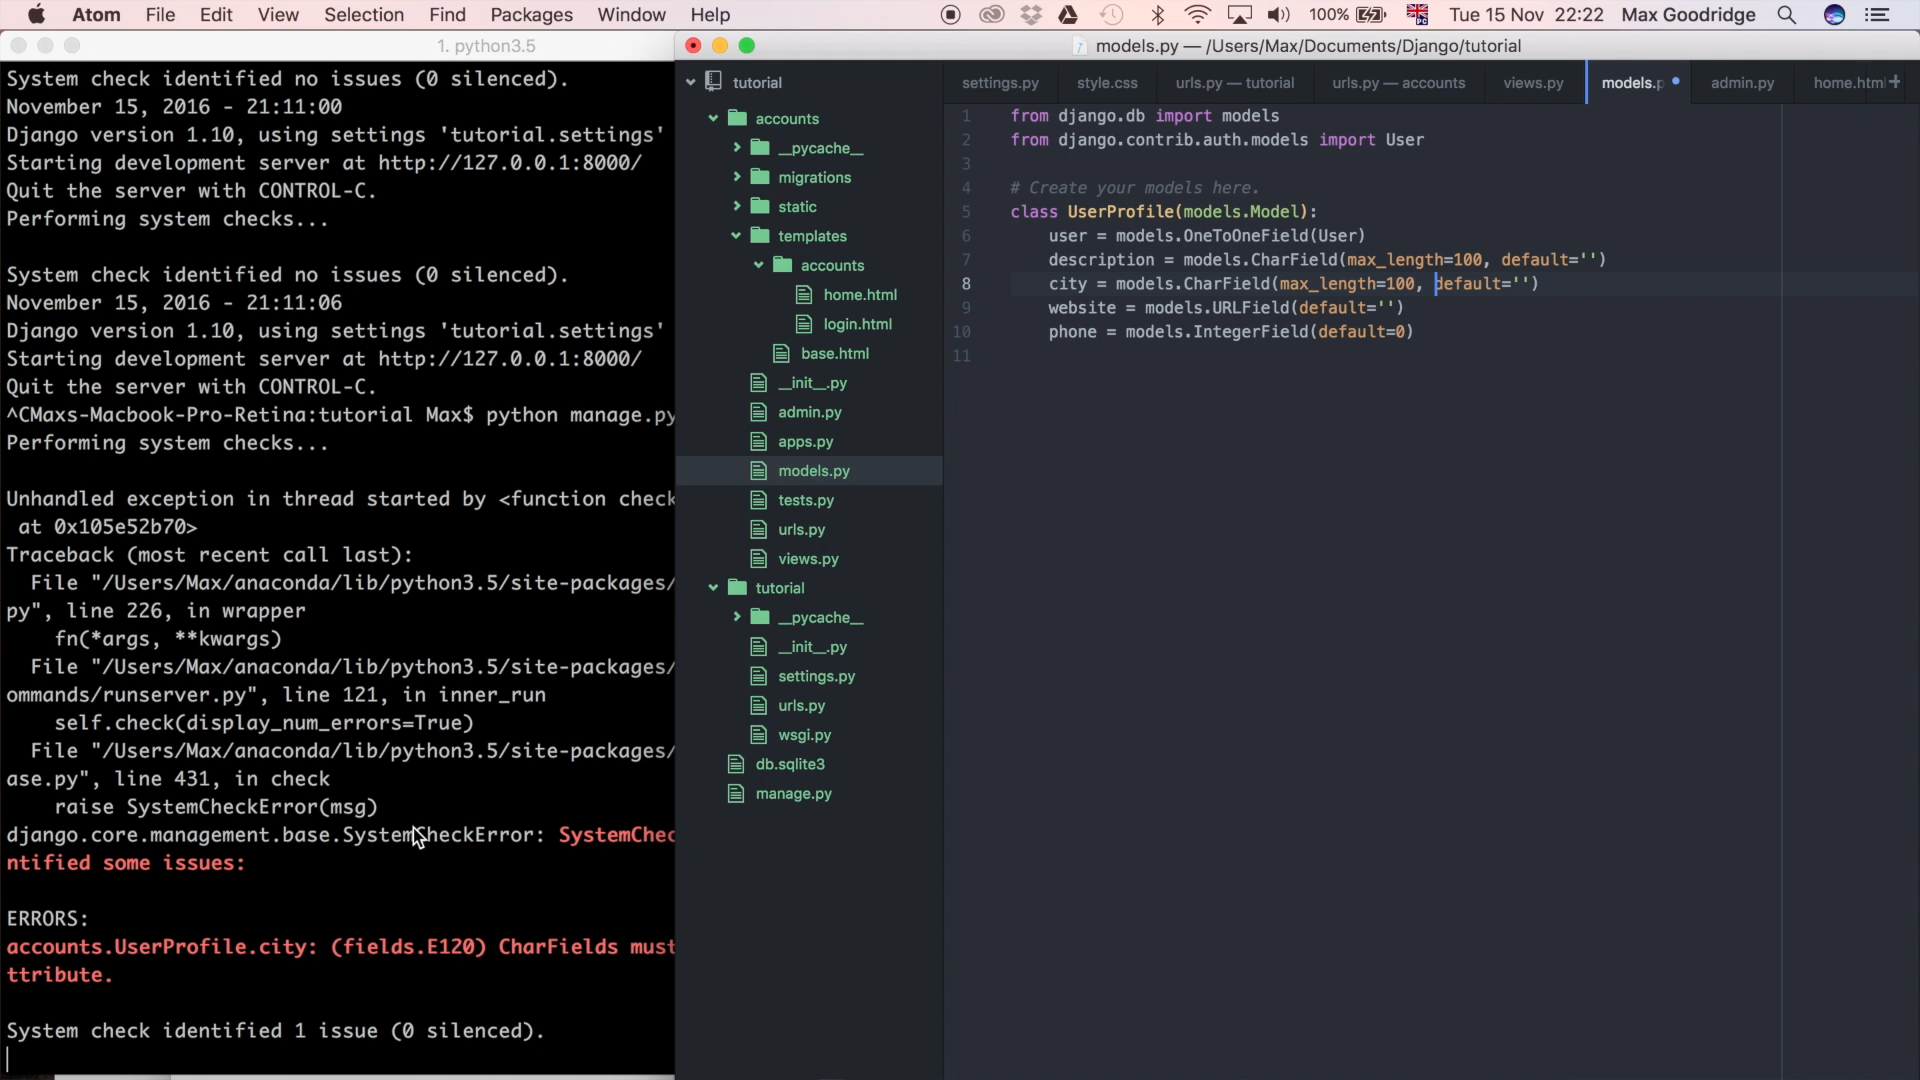 Atom File Edit View Selection Find Packages Window Help 100% Tue 15 Nov 22:22 Max Goodridge
1. python3.5
System check identified no issues (0 silenced).
November 15, 2016 - 21:11:00
Django version 1.10, using settings 'tutorial.settings'
Starting development server at http://127.0.0.1:8000/
Quit the server with CONTROL-C.
Performing system checks...
System check identified no issues (0 silenced).
November 15, 2016 - 21:11:06
Django version 1.10, using settings 'tutorial.settings'
Starting development server at http://127.0.0.1:8000/
Quit the server with CONTROL-C.
^CMaxs-Macbook-Pro-Retina:tutorial Max$ python manage.py
Performing system checks...
Unhandled exception in thread started by <function check
at 0x105e52b70>
Traceback (most recent call last):
File "/Users/Max/anaconda/lib/python3.5/site-packages/
py", line 226, in wrapper
fn(*args, **kwargs)
File "/Users/Max/anaconda/lib/python3.5/site-packages/
ommands/runserver.py", line 121, in inner_run
self.check(display_num_errors=True)
File "/Users/Max/anaconda/lib/python3.5/site-packages/
ase.py", line 431, in check
raise SystemCheckError(msg)
django.core.management.base.SystemCheckError: SystemChec
ntified some issues:
ERRORS:
accounts.UserProfile.city: (fields.E120) CharFields must
ttribute.
System check identified 1 issue (0 silenced).
models.py — /Users/Max/Documents/Django/tutorial
tutorial
accounts
__pycache__
migrations
static
templates
accounts
home.html
login.html
base.html
__init__.py
admin.py
apps.py
models.py
tests.py
urls.py
views.py
tutorial
__pycache__
__init__.py
settings.py
urls.py
wsgi.py
db.sqlite3
manage.py
settings.py style.css urls.py — tutorial urls.py — accounts views.py models.p admin.py home.html
1 from django.db import models
2 from django.contrib.auth.models import User
3
4 # Create your models here.
5 class UserProfile(models.Model):
6 user = models.OneToOneField(User)
7 description = models.CharField(max_length=100, default='')
8 city = models.CharField(max_length=100, default='')
9 website = models.URLField(default='')
10 phone = models.IntegerField(default=0)
11